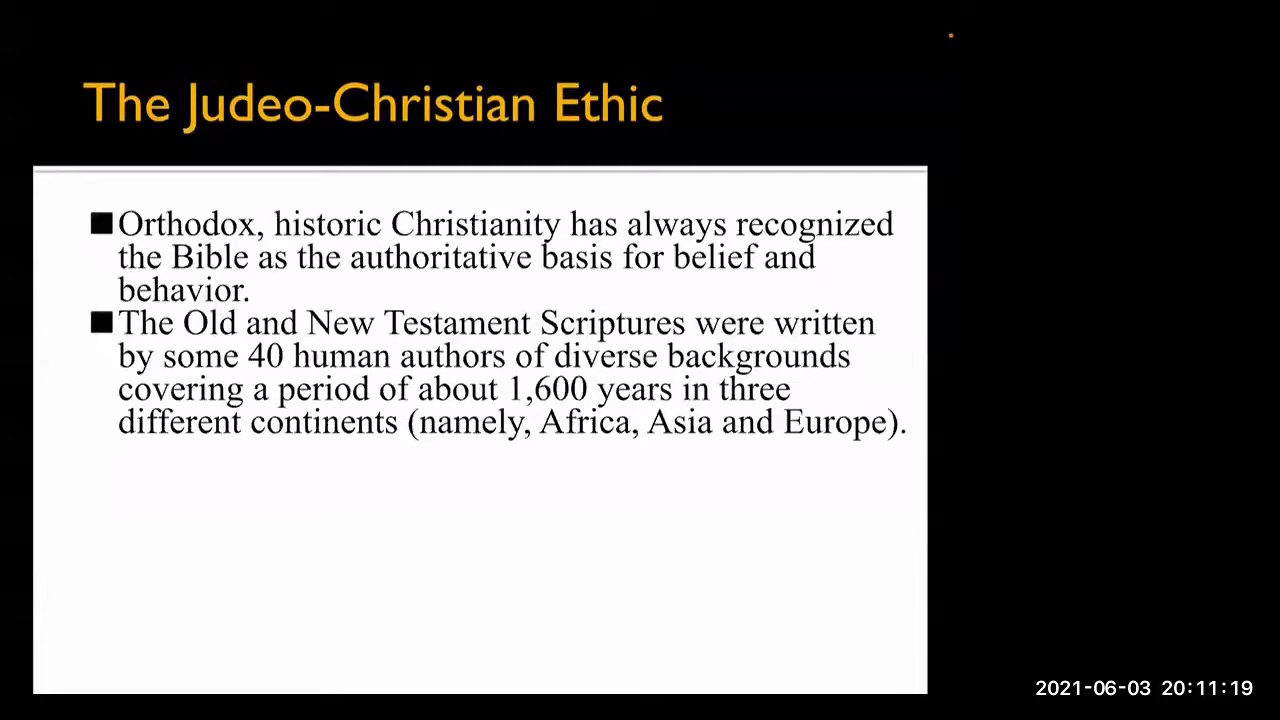 The Judeo-Christian Ethic
■Orthodox, historic Christianity has always recognized
the Bible as the authoritative basis for belief and
behavior.
■The Old and New Testament Scriptures were written
by some 40 human authors of diverse backgrounds
covering a period of about 1,600 years in three
different continents (namely, Africa, Asia and Europe).
2021-06-03 20:11:19